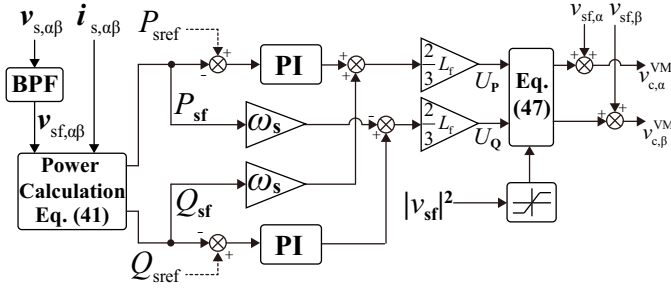 v_s,αβ
i_s,αβ
BPF
v_sf,αβ
Power
Calculation
Eq. (41)
P_sref
- +
PI
+ +
2/3 L_f
U_P
P_sf
ω_s
- +
2/3 L_f
U_Q
Q_sf
ω_s
- +
PI
Q_sref
Eq.
(47)
|v_sf|²
v_sf,α
v_sf,β
+ +
v_c,α^VM
+ +
v_c,β^VM